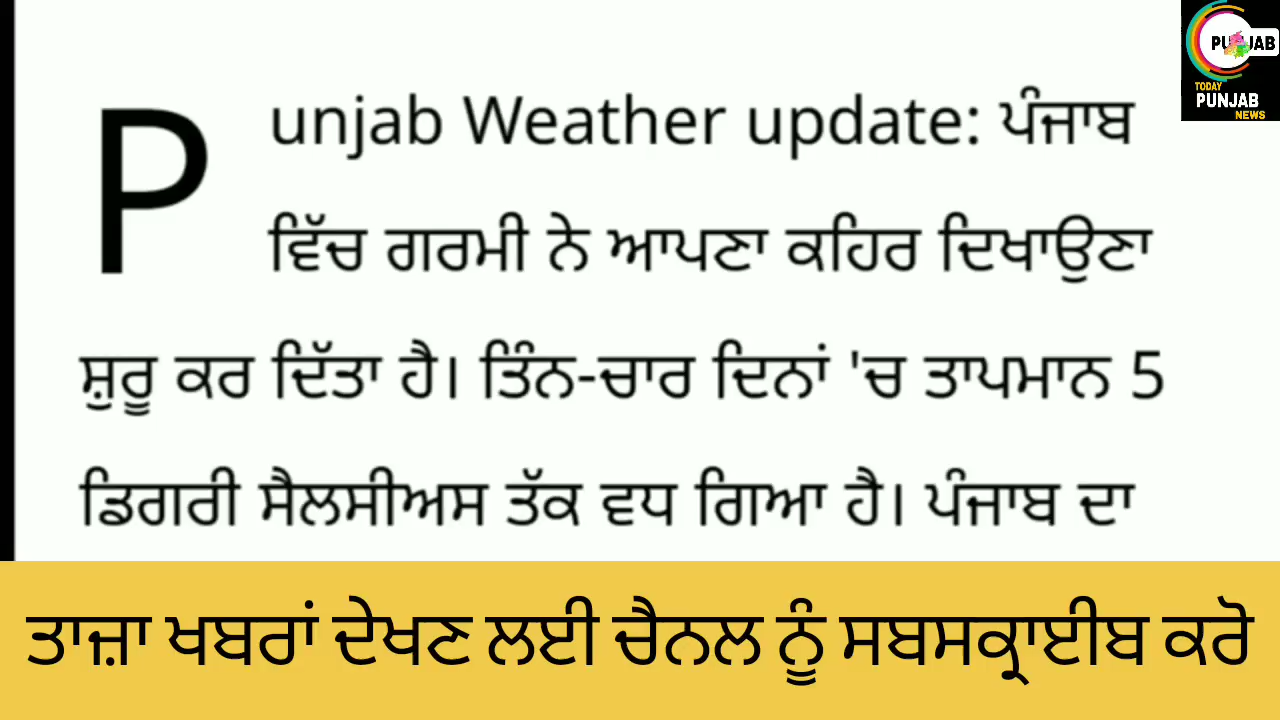 PUNJAB
TODAY
PUNJAB
NEWS
Punjab Weather update: ਪੰਜਾਬ
ਵਿੱਚ ਗਰਮੀ ਨੇ ਆਪਣਾ ਕਹਿਰ ਦਿਖਾਉਣਾ
ਸ਼ੁਰੂ ਕਰ ਦਿੱਤਾ ਹੈ। ਤਿੰਨ-ਚਾਰ ਦਿਨਾਂ 'ਚ ਤਾਪਮਾਨ 5
ਡਿਗਰੀ ਸੈਲਸੀਅਸ ਤੱਕ ਵਧ ਗਿਆ ਹੈ। ਪੰਜਾਬ ਦਾ
ਤਾਜ਼ਾ ਖਬਰਾਂ ਦੇਖਣ ਲਈ ਚੈਨਲ ਨੂੰ ਸਬਸਕ੍ਰਾਈਬ ਕਰੋ